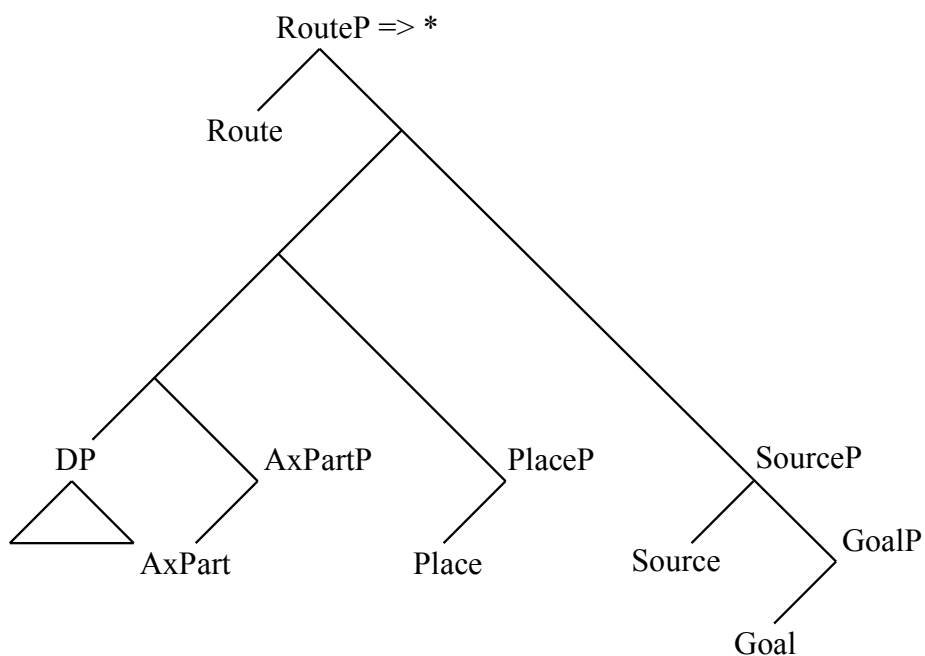 RouteP => *
Route
DP
AxPartP
PlaceP
SourceP
AxPart
Place
Source
GoalP
Goal